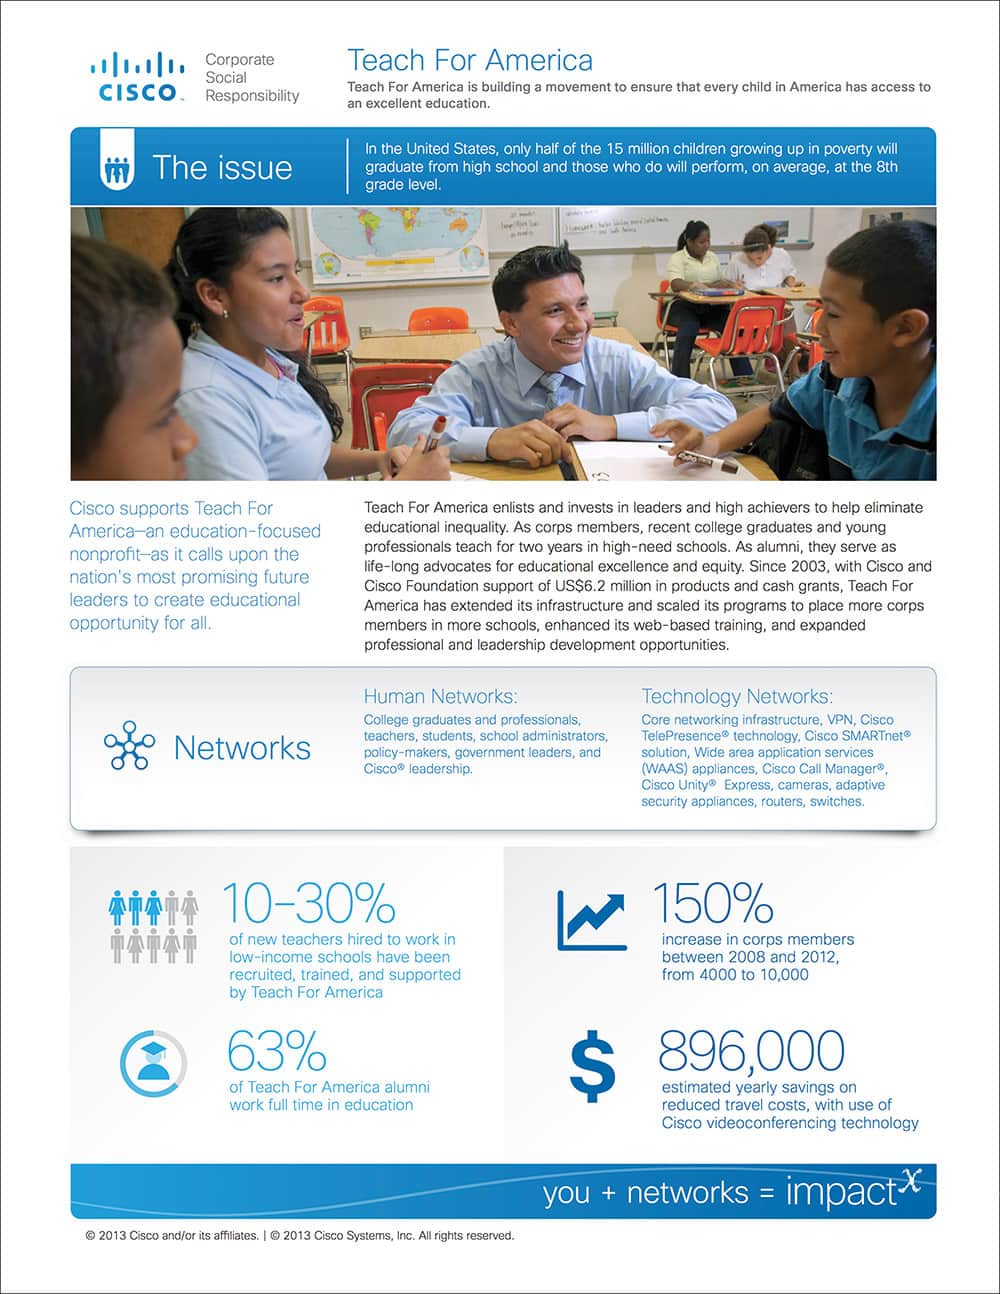 CISCO
Corporate
Social
Responsibility
Teach For America
Teach For America is building a movement to ensure that every child in America has access to
an excellent education.
The issue
In the United States, only half of the 15 million children growing up in poverty will
graduate from high school and those who do will perform, on average, at the 8th
grade level.
Cisco supports Teach For
America—an education-focused
nonprofit—as it calls upon the
nation's most promising future
leaders to create educational
opportunity for all.
Teach For America enlists and invests in leaders and high achievers to help eliminate
educational inequality. As corps members, recent college graduates and young
professionals teach for two years in high-need schools. As alumni, they serve as
life-long advocates for educational excellence and equity. Since 2003, with Cisco and
Cisco Foundation support of US$6.2 million in products and cash grants, Teach For
America has extended its infrastructure and scaled its programs to place more corps
members in more schools, enhanced its web-based training, and expanded
professional and leadership development opportunities.
Networks
Human Networks:
College graduates and professionals,
teachers, students, school administrators,
policy-makers, government leaders, and
Cisco® leadership.
Technology Networks:
Core networking infrastructure, VPN, Cisco
TelePresence® technology, Cisco SMARTnet®
solution, Wide area application services
(WAAS) appliances, Cisco Call Manager®,
Cisco Unity® Express, cameras, adaptive
security appliances, routers, switches.
10–30%
of new teachers hired to work in
low-income schools have been
recruited, trained, and supported
by Teach For America
150%
increase in corps members
between 2008 and 2012,
from 4000 to 10,000
63%
of Teach For America alumni
work full time in education
$
896,000
estimated yearly savings on
reduced travel costs, with use of
Cisco videoconferencing technology
you + networks = impactx
© 2013 Cisco and/or its affiliates. | © 2013 Cisco Systems, Inc. All rights reserved.